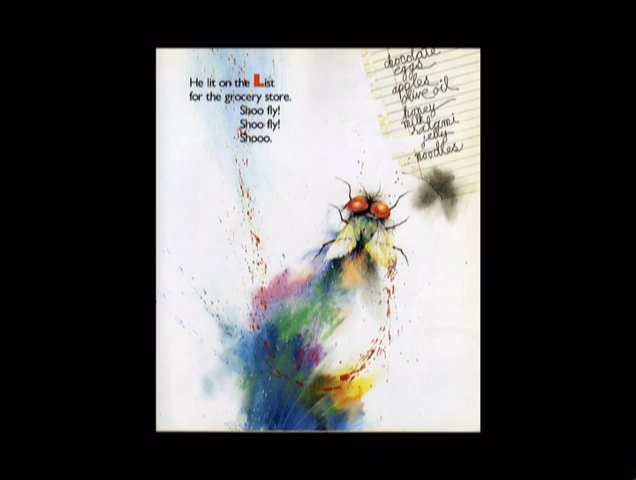 He lit on the List
for the grocery store.
Shoo fly!
Shoo fly!
Shooo.
chocolate
eggs
apples
olive oil
honey
milk
salami
jelly
noodles